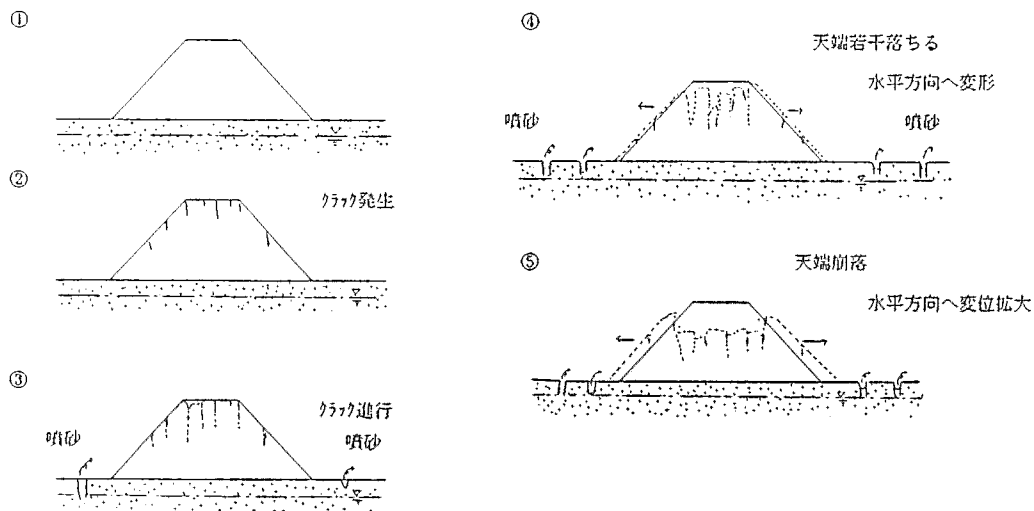 ①
②
クラック発生
③
クラック進行
噴砂
噴砂
④
天端若干落ちる
水平方向へ変形
噴砂
噴砂
⑤
天端崩落
水平方向へ変位拡大